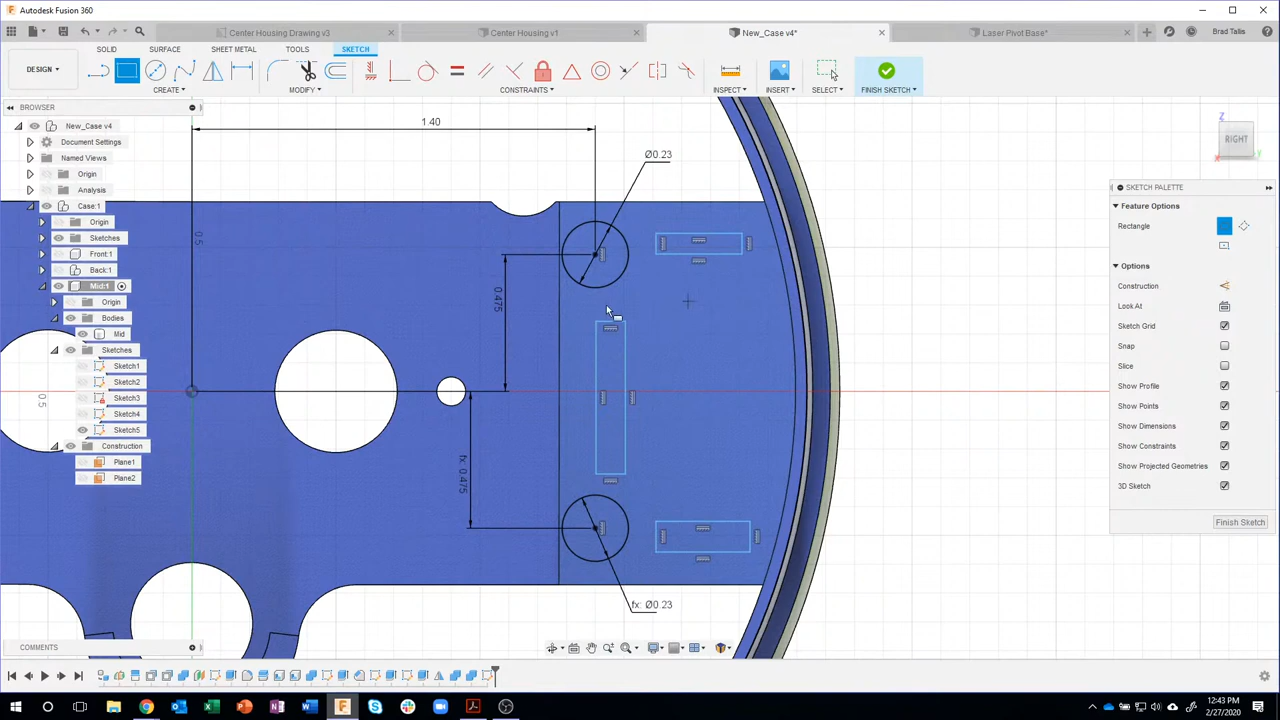 Autodesk Fusion 360
Center Housing Drawing v3
Center Housing v1
New_Case v4*
Laser Pivot Base*
Brad Tallis
SOLID
SURFACE
SHEET METAL
TOOLS
SKETCH
DESIGN
CREATE
MODIFY
CONSTRAINTS
INSPECT
INSERT
SELECT
FINISH SKETCH
BROWSER
New_Case v4
Document Settings
Named Views
Origin
Analysis
Case:1
Origin
Sketches
Front:1
Back:1
Mid:1
Origin
Bodies
Mid
Sketches
Sketch1
Sketch2
Sketch3
Sketch4
Sketch5
Construction
Plane1
Plane2
1.40
Ø0.23
0.5
0.475
0.5
fx: 0.475
fx: Ø0.23
Z
RIGHT
X
Y
SKETCH PALETTE
Feature Options
Rectangle
Options
Construction
Look At
Sketch Grid
Snap
Slice
Show Profile
Show Points
Show Dimensions
Show Constraints
Show Projected Geometries
3D Sketch
Finish Sketch
COMMENTS
12:43 PM
2/27/2020